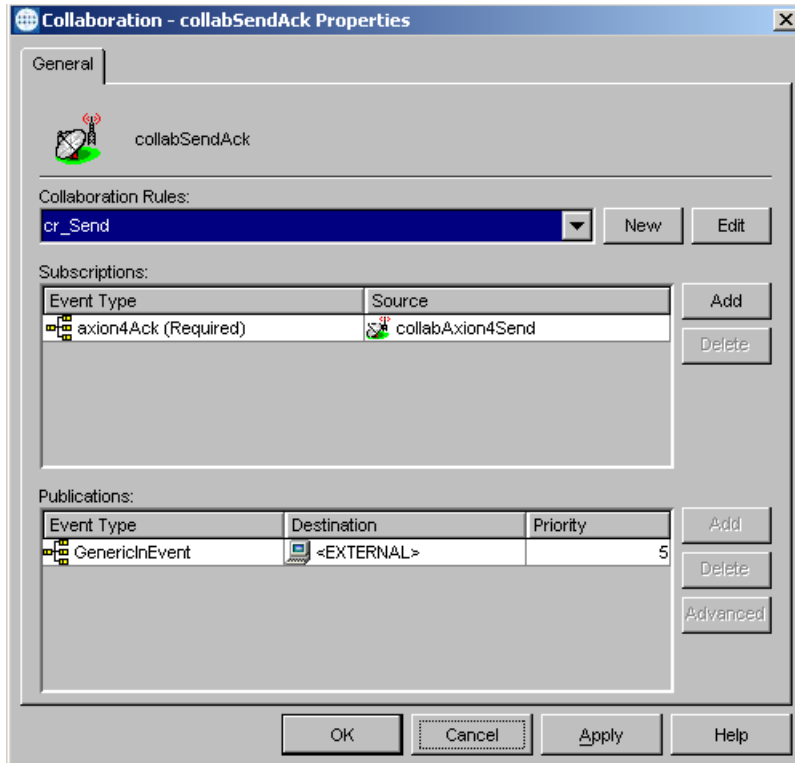 Collaboration - collabSendAck Properties
General
collabSendAck
Collaboration Rules:
cr_Send New Edit
Subscriptions:
Event Type Source Add
axion4Ack (Required) collabAxion4Send
Delete
Publications:
Event Type Destination Priority Add
GenericInEvent <EXTERNAL> 5
Delete
Advanced
OK Cancel Apply Help